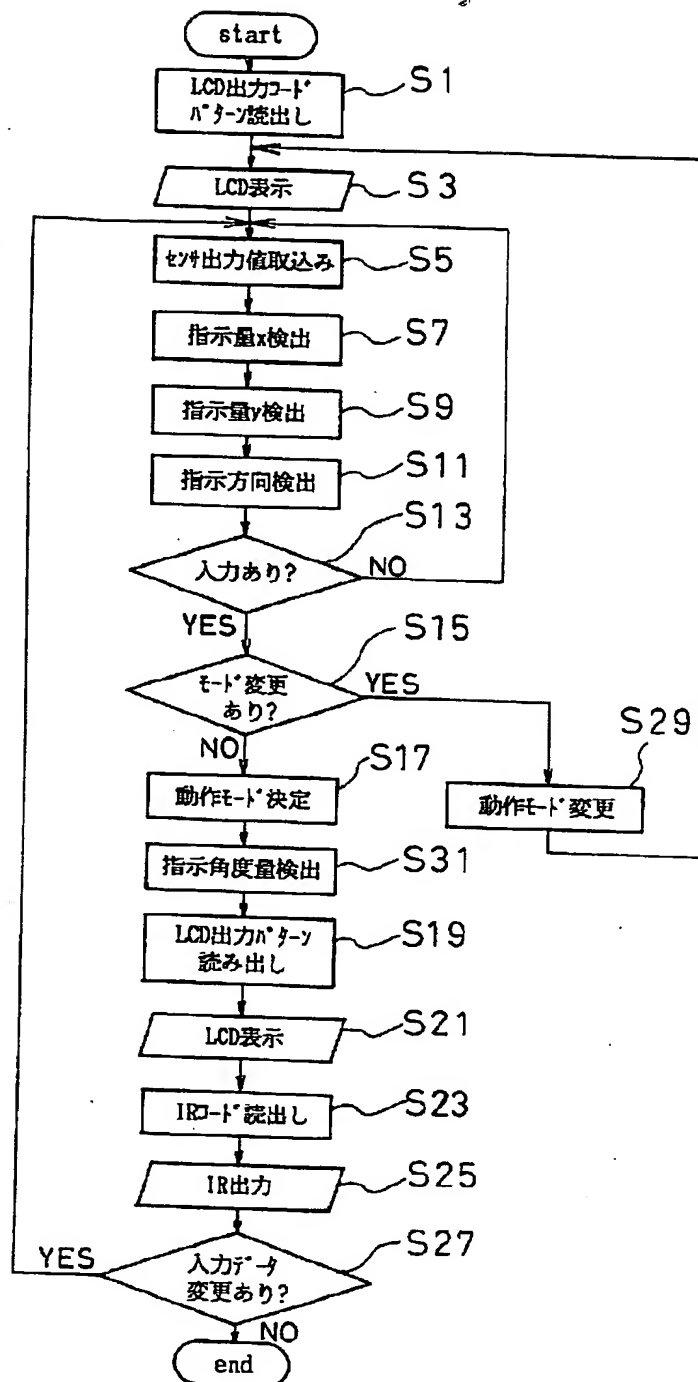 start
LCD出力コード
パターン読出し
S1
LCD表示
S3
センサ出力値取込み
S5
指示量x検出
S7
指示量y検出
S9
指示方向検出
S11
入力あり?
S13
NO
YES
モード変更
あり?
S15
YES
NO
動作モード決定
S17
動作モード変更
S29
指示角度量検出
S31
LCD出力パターン
読み出し
S19
LCD表示
S21
IRコード読出し
S23
IR出力
S25
入力データ
変更あり?
S27
YES
NO
end